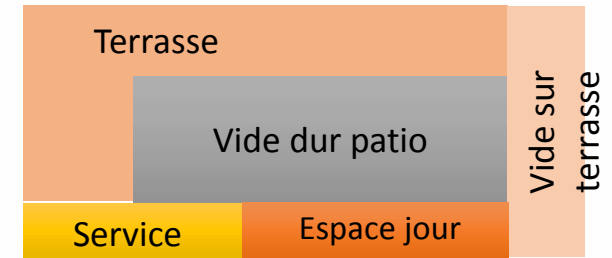 Terrasse
Vide dur patio
Vide sur
terrasse
Service
Espace jour